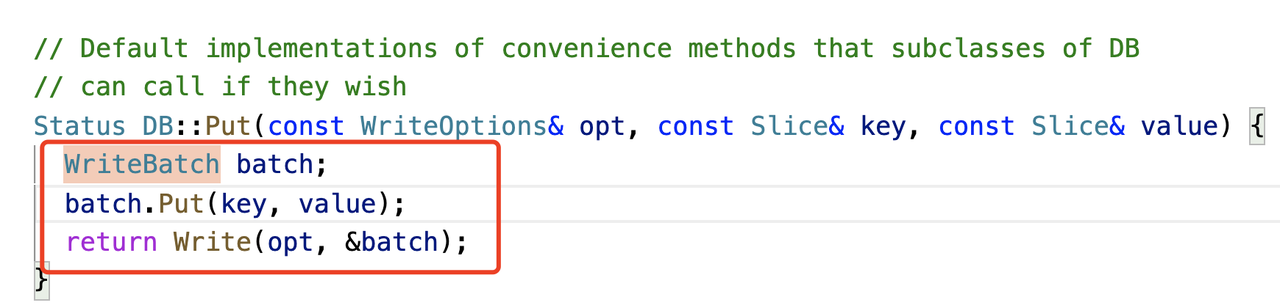 // Default implementations of convenience methods that subclasses of DB
// can call if they wish
Status DB::Put(const WriteOptions& opt, const Slice& key, const Slice& value) {
  WriteBatch batch;
  batch.Put(key, value);
  return Write(opt, &batch);
}